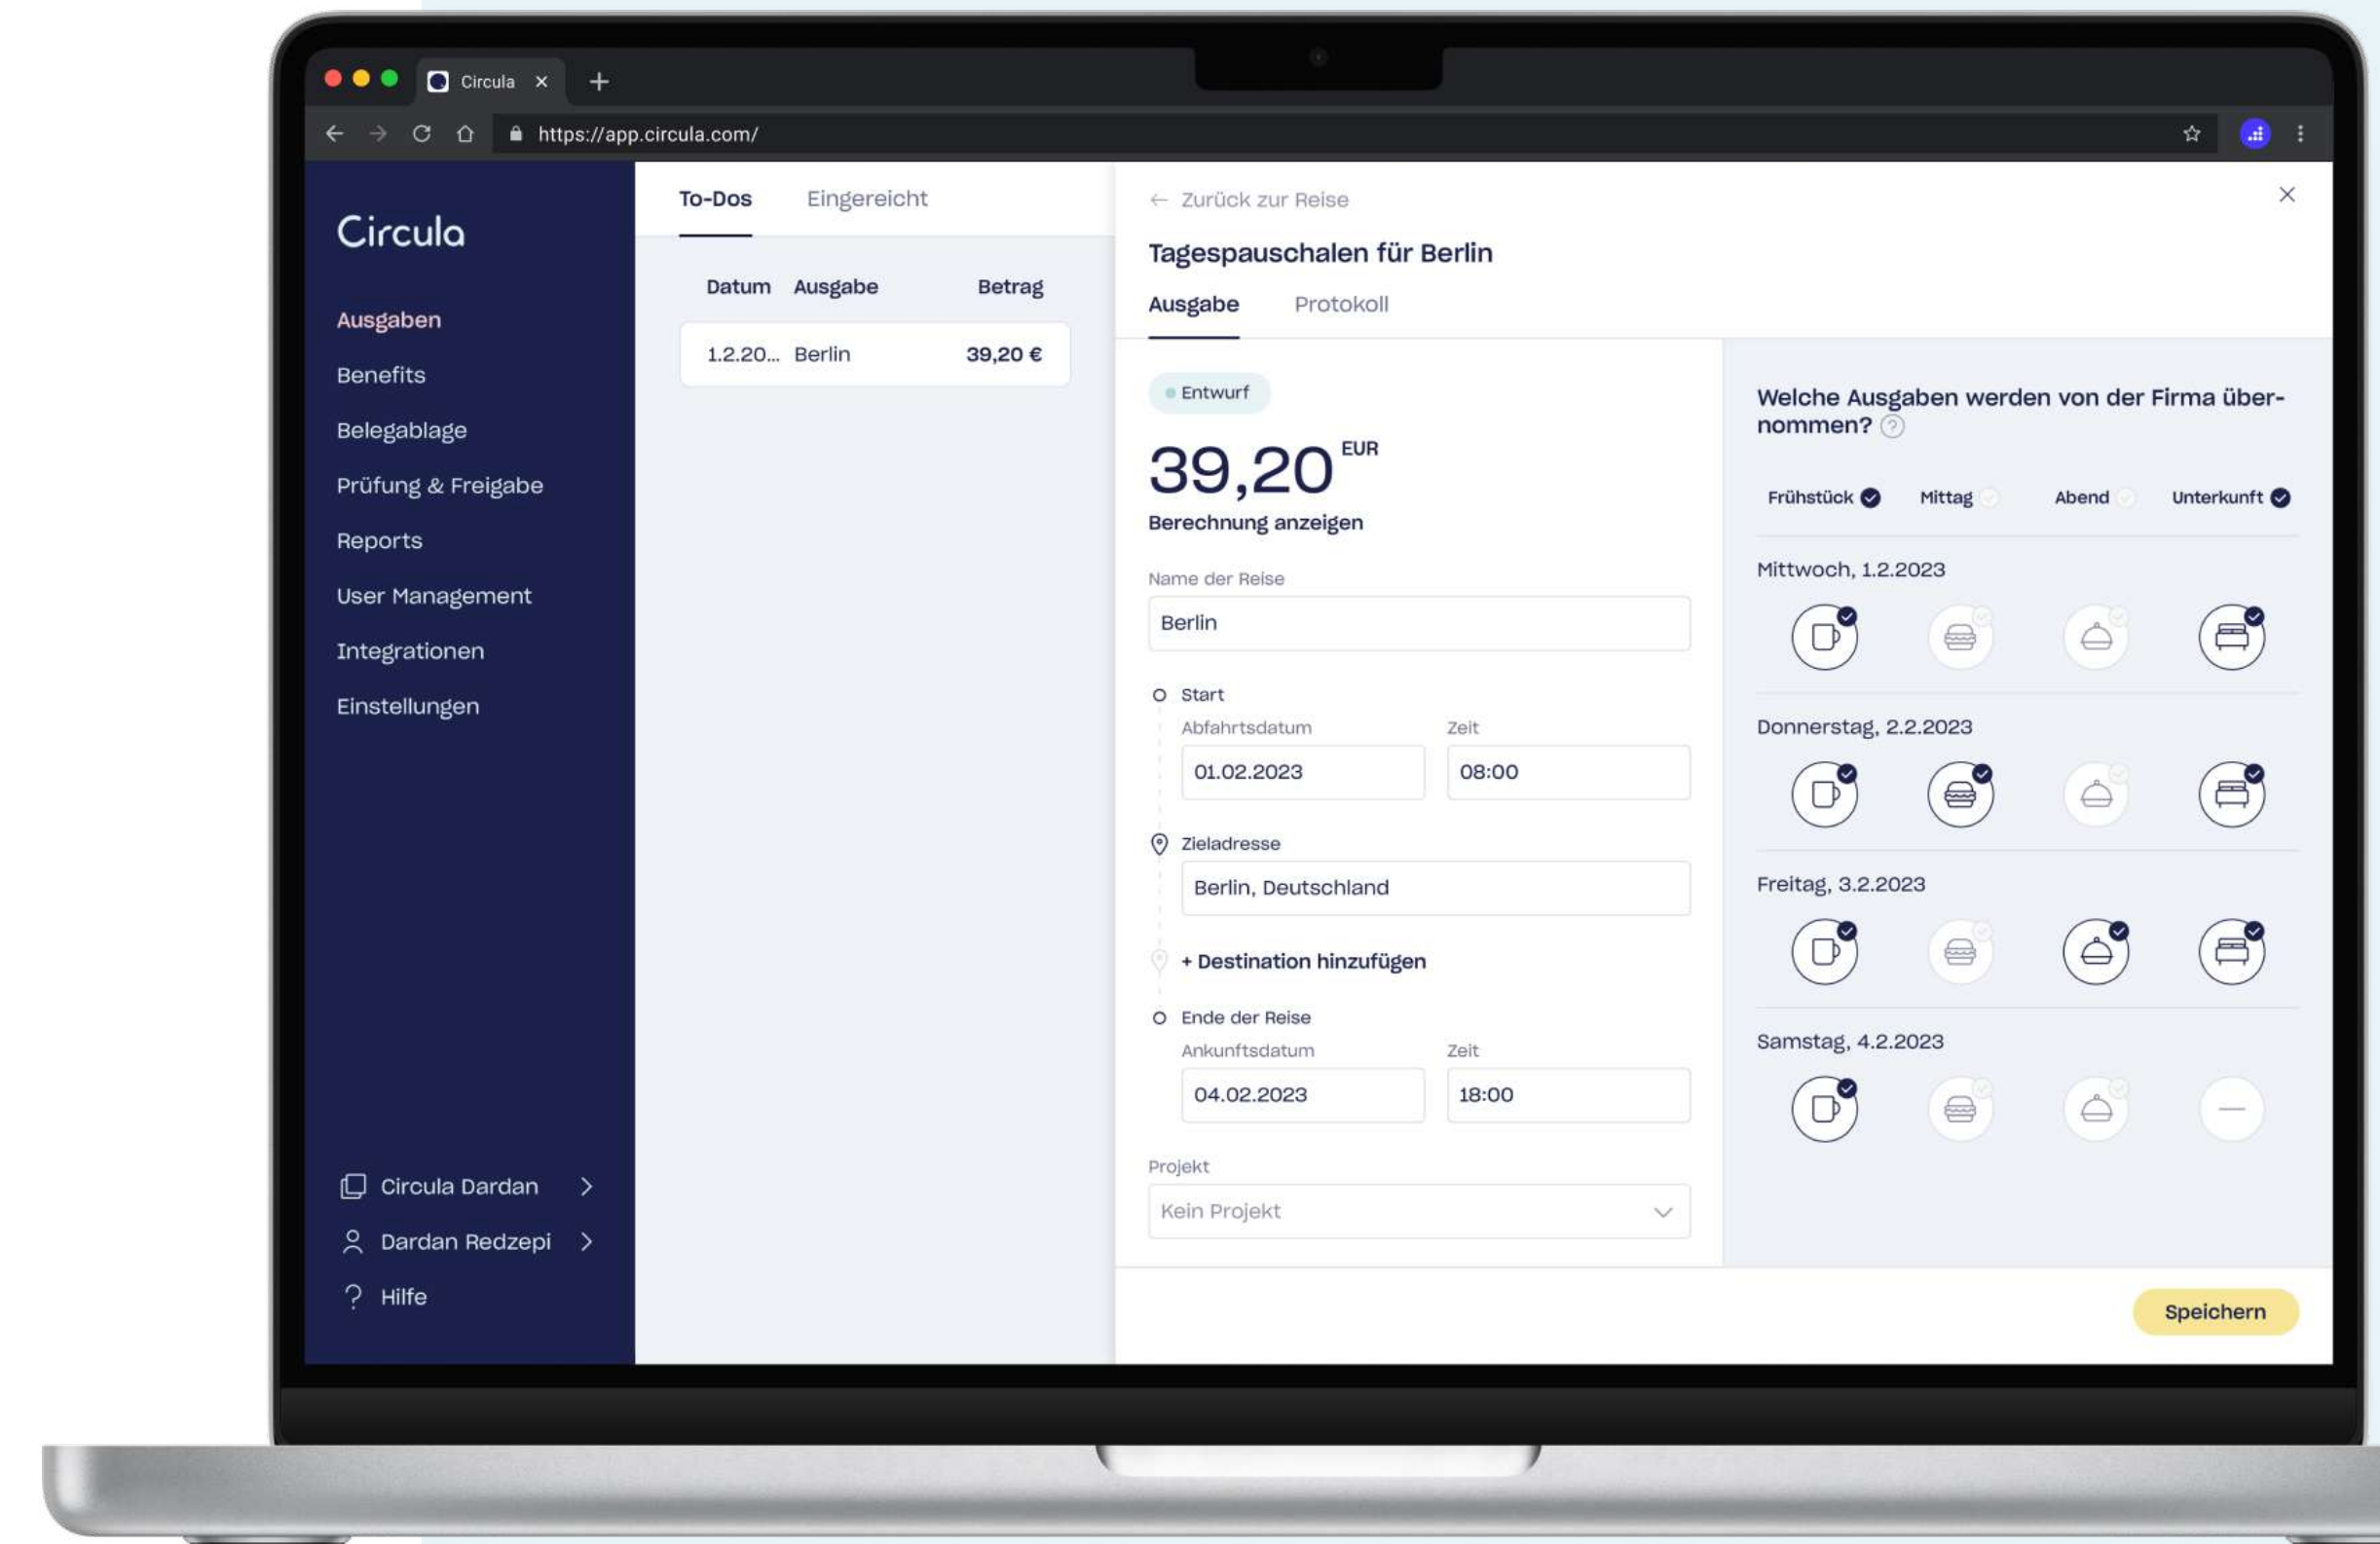 Circula
https://app.circula.com/
Circula
Ausgaben
Benefits
Belegablage
Prüfung & Freigabe
Reports
User Management
Integrationen
Einstellungen
Circula Dardan
Dardan Redzepi
Hilfe
To-Dos Eingereicht
Datum Ausgabe Betrag
1.2.20... Berlin 39,20 €
← Zurück zur Reise
Tagespauschalen für Berlin
Ausgabe Protokoll
Entwurf
39,20 EUR
Berechnung anzeigen
Name der Reise
Berlin
Start
Abfahrtsdatum Zeit
01.02.2023 08:00
Zieladresse
Berlin, Deutschland
+ Destination hinzufügen
Ende der Reise
Ankunftsdatum Zeit
04.02.2023 18:00
Projekt
Kein Projekt
Welche Ausgaben werden von der Firma über-
nommen? ?
Frühstück Mittag Abend Unterkunft
Mittwoch, 1.2.2023
Donnerstag, 2.2.2023
Freitag, 3.2.2023
Samstag, 4.2.2023
Speichern